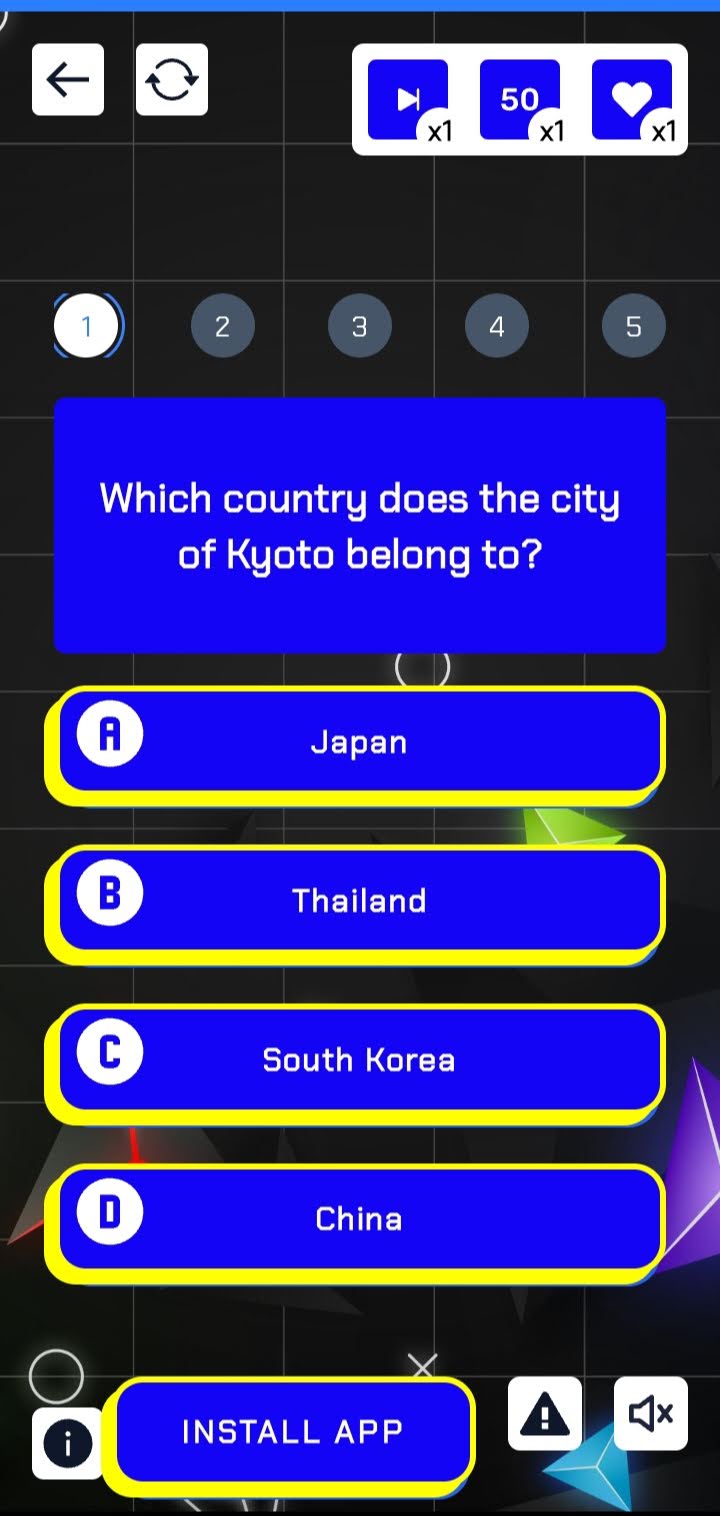 x1
50
x1
x1
1
2
3
4
5
Which country does the city
of Kyoto belong to?
A
Japan
B
Thailand
C
South Korea
D
China
i
INSTALL APP